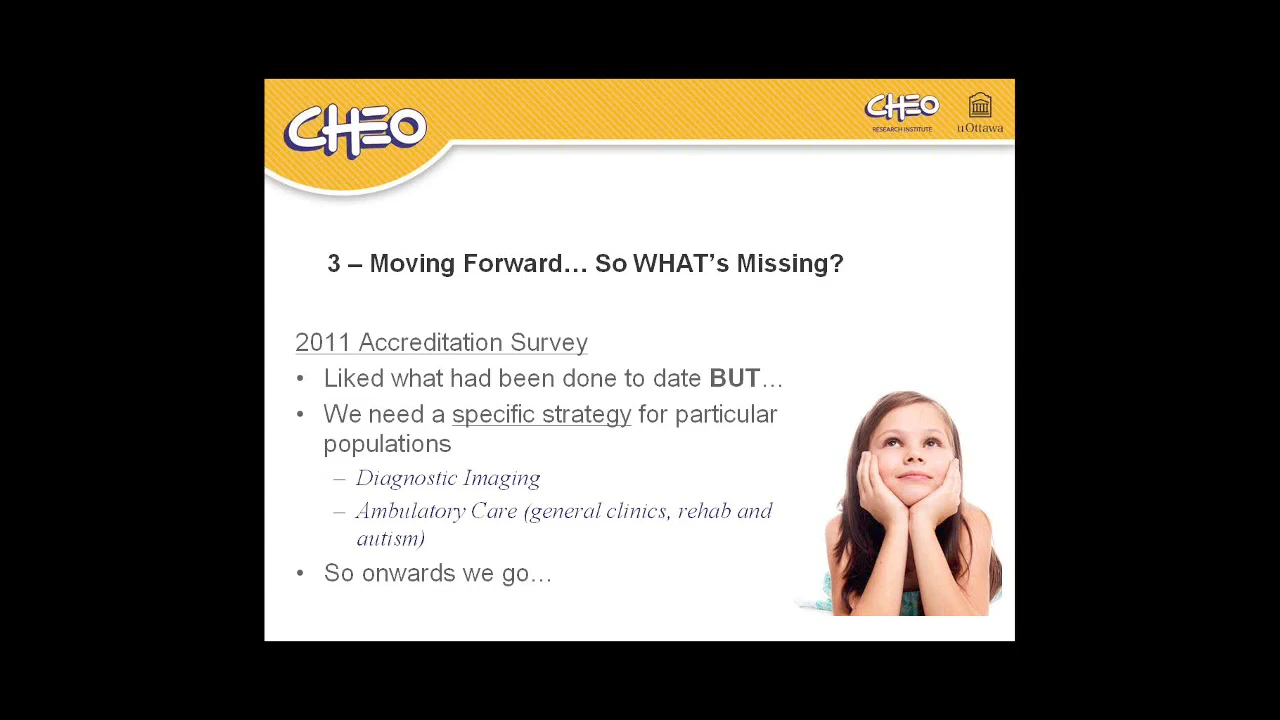 CHEO
CHEO
RESEARCH INSTITUTE
uOttawa
3 – Moving Forward… So WHAT’s Missing?
2011 Accreditation Survey
• Liked what had been done to date BUT…
• We need a specific strategy for particular
populations
– Diagnostic Imaging
– Ambulatory Care (general clinics, rehab and
autism)
• So onwards we go…